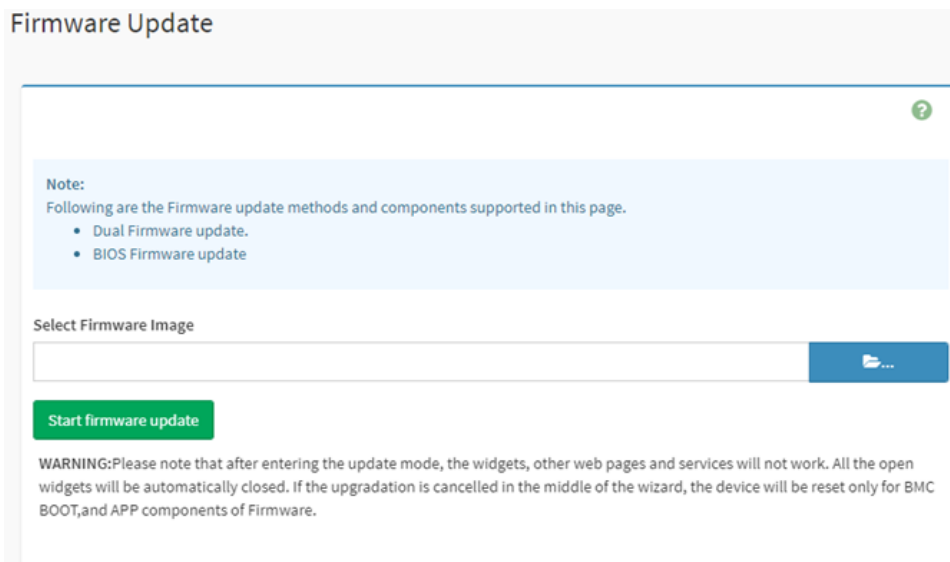 Firmware Update
Note:
Following are the Firmware update methods and components supported in this page.
Dual Firmware update.
BIOS Firmware update
Select Firmware Image
...
Start firmware update
WARNING:Please note that after entering the update mode, the widgets, other web pages and services will not work. All the open
widgets will be automatically closed. If the upgradation is cancelled in the middle of the wizard, the device will be reset only for BMC
BOOT,and APP components of Firmware.